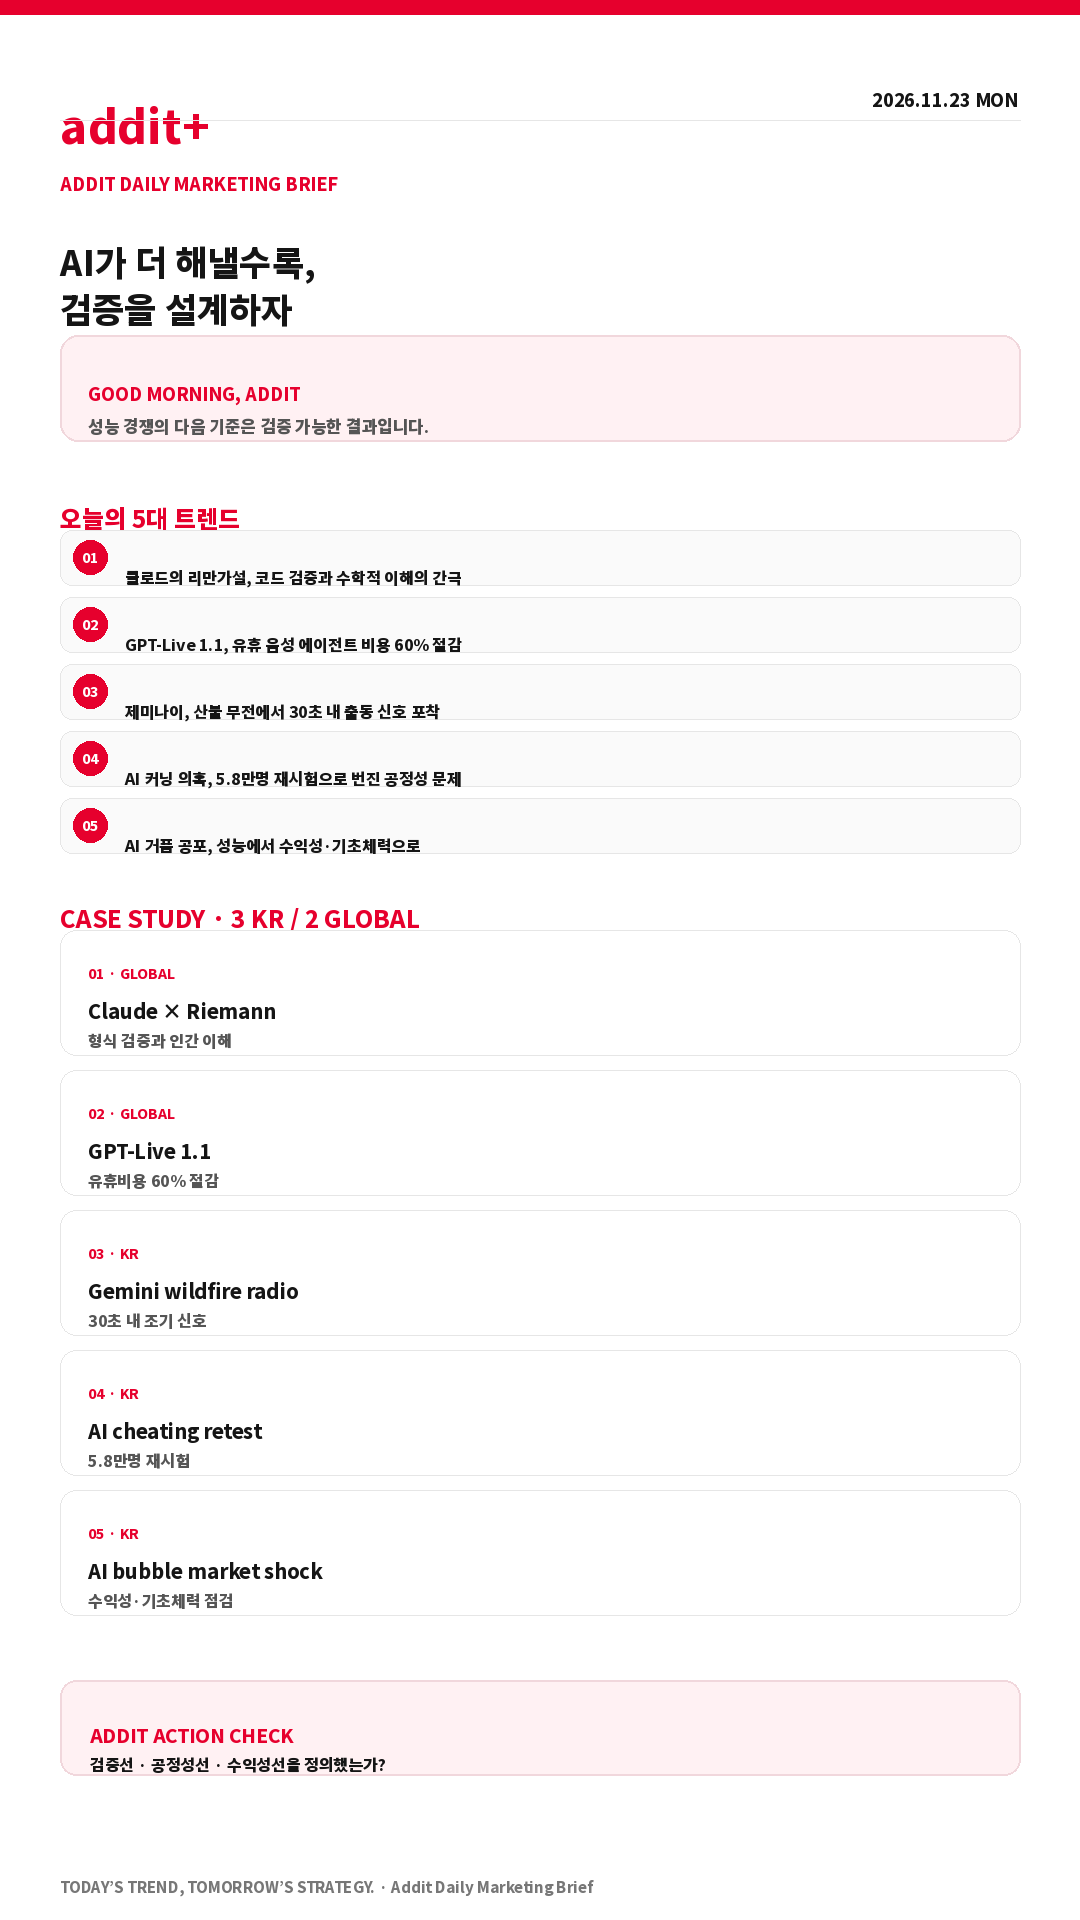 2026.11.23 MON
addit+
ADDIT DAILY MARKETING BRIEF
AI가 더 해낼수록,
검증을 설계하자
GOOD MORNING, ADDIT
성능 경쟁의 다음 기준은 검증 가능한 결과입니다.
오늘의 5대 트렌드
01
클로드의 리만가설, 코드 검증과 수학적 이해의 간극
02
GPT-Live 1.1, 유휴 음성 에이전트 비용 60% 절감
03
제미나이, 산불 무전에서 30초 내 출동 신호 포착
04
AI 커닝 의혹, 5.8만명 재시험으로 번진 공정성 문제
05
AI 거품 공포, 성능에서 수익성·기초체력으로
CASE STUDY · 3 KR / 2 GLOBAL
01 · GLOBAL
Claude × Riemann
형식 검증과 인간 이해
02 · GLOBAL
GPT-Live 1.1
유휴비용 60% 절감
03 · KR
Gemini wildfire radio
30초 내 조기 신호
04 · KR
AI cheating retest
5.8만명 재시험
05 · KR
AI bubble market shock
수익성·기초체력 점검
ADDIT ACTION CHECK
검증선 · 공정성선 · 수익성선을 정의했는가?
TODAY’S TREND, TOMORROW’S STRATEGY. · Addit Daily Marketing Brief